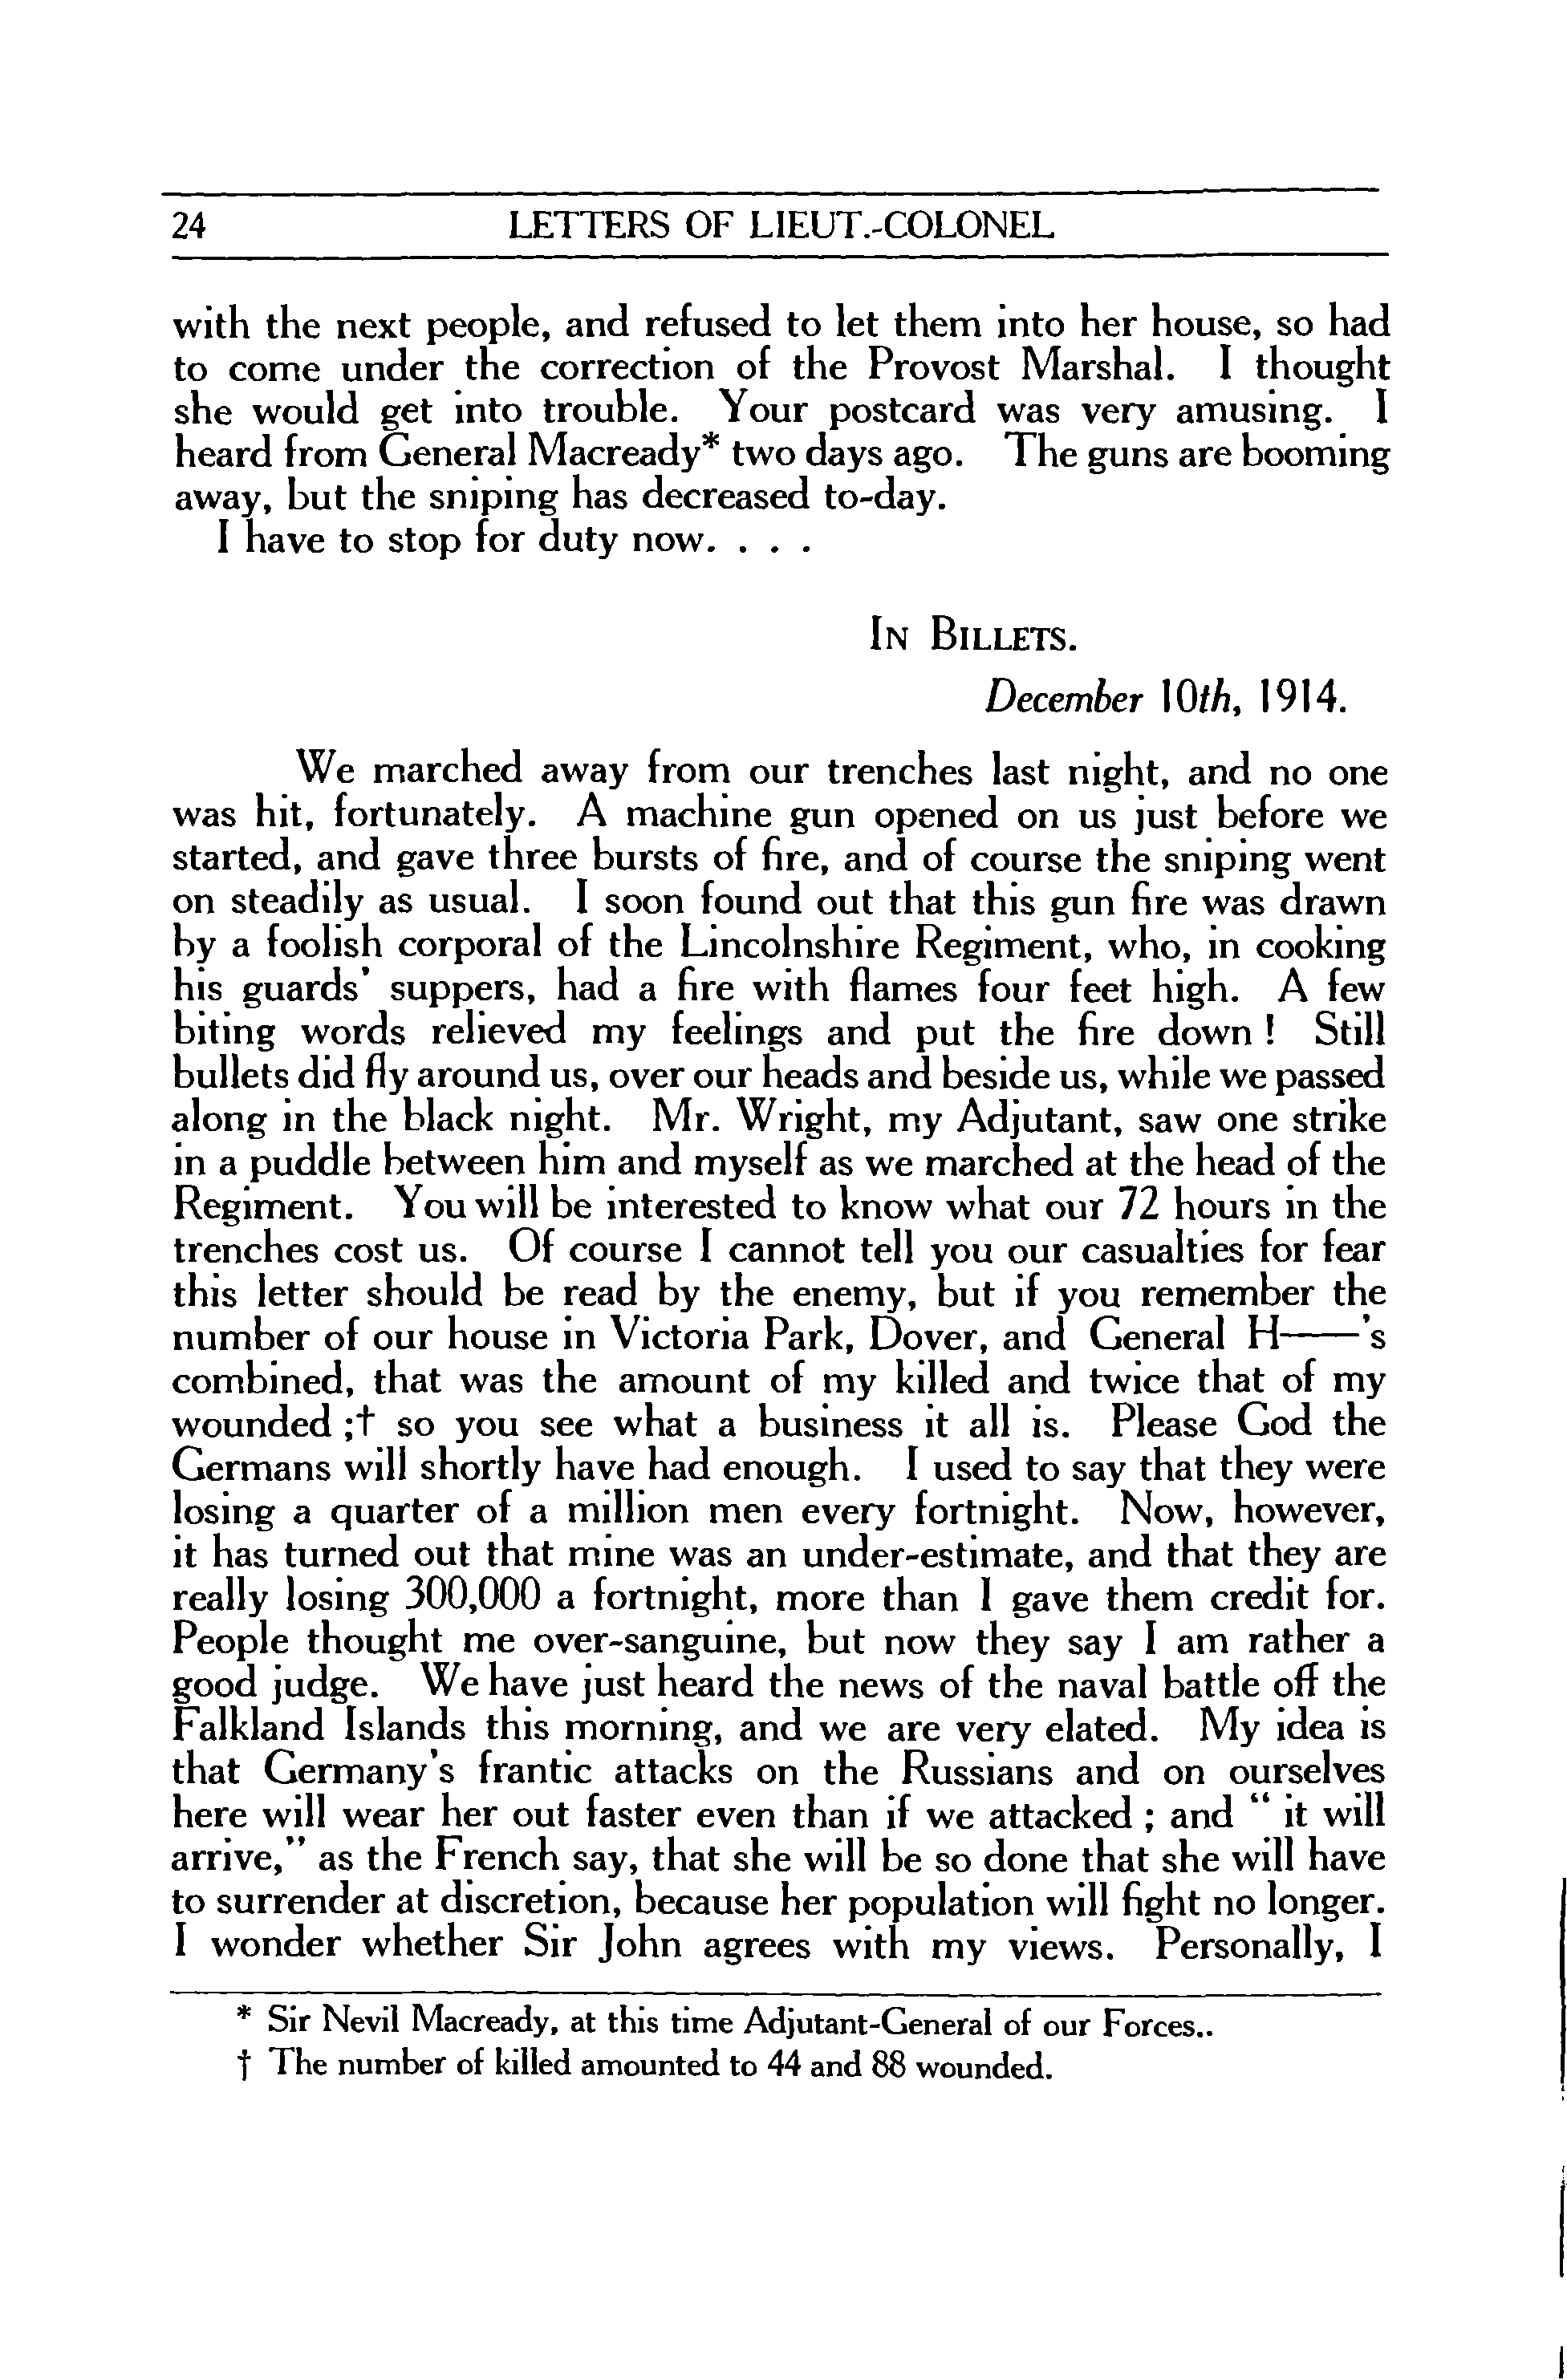 24 LETTERS OF LIEUT.-COLONEL
with the next people, and refused to let them into her house, so had
to come under the correction of the Provost Marshal. I thought
she would get into trouble. Your postcard was very amusing. I
heard from General Macready* two days ago. The guns are booming
away, but the sniping has decreased to-day.
I have to stop for duty now. . . .
IN BILLETS.
December 10th, 1914.
We marched away from our trenches last night, and no one
was hit, fortunately. A machine gun opened on us just before we
started, and gave three bursts of fire, and of course the sniping went
on steadily as usual. I soon found out that this gun fire was drawn
by a foolish corporal of the Lincolnshire Regiment, who, in cooking
his guards' suppers, had a fire with flames four feet high. A few
biting words relieved my feelings and put the fire down ! Still
bullets did fly around us, over our heads and beside us, while we passed
along in the black night. Mr. Wright, my Adjutant, saw one strike
in a puddle between him and myself as we marched at the head of the
Regiment. You will be interested to know what our 72 hours in the
trenches cost us. Of course I cannot tell you our casualties for fear
this letter should be read by the enemy, but if you remember the
number of our house in Victoria Park, Dover, and General H——'s
combined, that was the amount of my killed and twice that of my
wounded ;† so you see what a business it all is. Please God the
Germans will shortly have had enough. I used to say that they were
losing a quarter of a million men every fortnight. Now, however,
it has turned out that mine was an under-estimate, and that they are
really losing 300,000 a fortnight, more than I gave them credit for.
People thought me over-sanguine, but now they say I am rather a
good judge. We have just heard the news of the naval battle off the
Falkland Islands this morning, and we are very elated. My idea is
that Germany's frantic attacks on the Russians and on ourselves
here will wear her out faster even than if we attacked ; and “ it will
arrive,” as the French say, that she will be so done that she will have
to surrender at discretion, because her population will fight no longer.
I wonder whether Sir John agrees with my views. Personally, I
* Sir Nevil Macready, at this time Adjutant-General of our Forces..
† The number of killed amounted to 44 and 88 wounded.